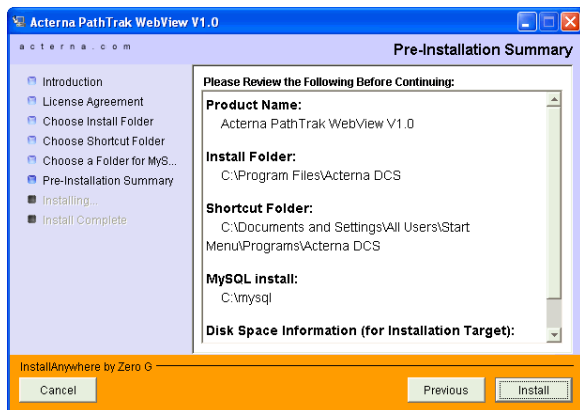 Acterna PathTrak WebView V1.0
acterna.com
Pre-Installation Summary
Introduction
License Agreement
Choose Install Folder
Choose Shortcut Folder
Choose a Folder for MyS...
Pre-Installation Summary
Installing...
Install Complete
Please Review the Following Before Continuing:
Product Name:
Acterna PathTrak WebView V1.0
Install Folder:
C:\Program Files\Acterna DCS
Shortcut Folder:
C:\Documents and Settings\All Users\Start
Menu\Programs\Acterna DCS
MySQL install:
C:\mysql
Disk Space Information (for Installation Target):
InstallAnywhere by Zero G
Cancel
Previous
Install